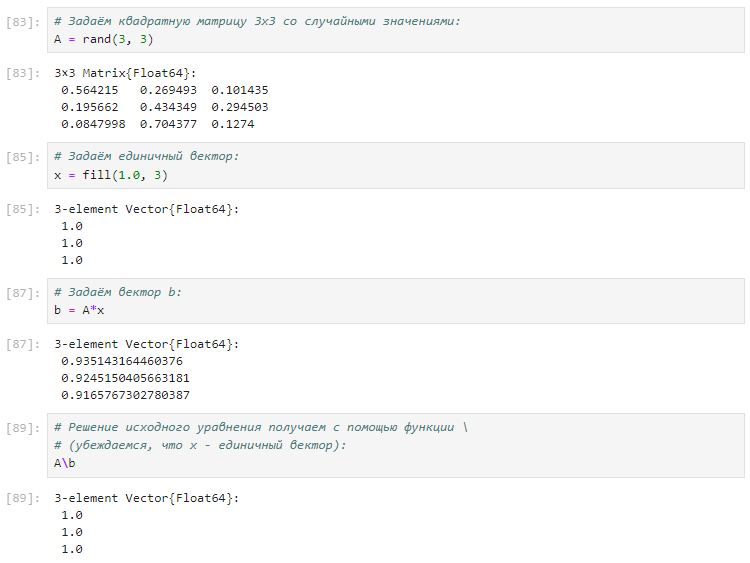 [83]: # Задаём квадратную матрицу 3x3 со случайными значениями:
A = rand(3, 3)
[83]: 3×3 Matrix{Float64}:
0.564215 0.269493 0.101435
0.195662 0.434349 0.294503
0.0847998 0.704377 0.1274
[85]: # Задаём единичный вектор:
x = fill(1.0, 3)
[85]: 3-element Vector{Float64}:
1.0
1.0
1.0
[87]: # Задаём вектор b:
b = A*x
[87]: 3-element Vector{Float64}:
0.935143164460376
0.9245150405663181
0.9165767302780387
[89]: # Решение исходного уравнения получаем с помощью функции \
# (убеждаемся, что x - единичный вектор):
A\b
[89]: 3-element Vector{Float64}:
1.0
1.0
1.0